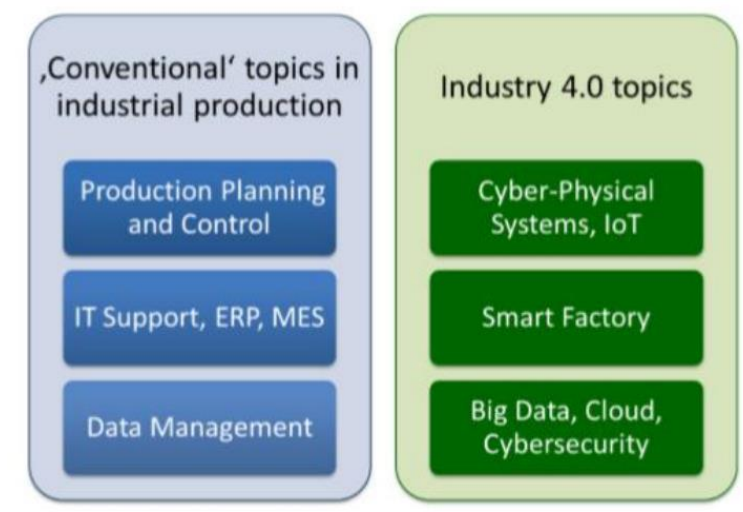 ‚Conventional‘ topics in
industrial production
Production Planning
and Control
IT Support, ERP, MES
Data Management
Industry 4.0 topics
Cyber-Physical
Systems, IoT
Smart Factory
Big Data, Cloud,
Cybersecurity